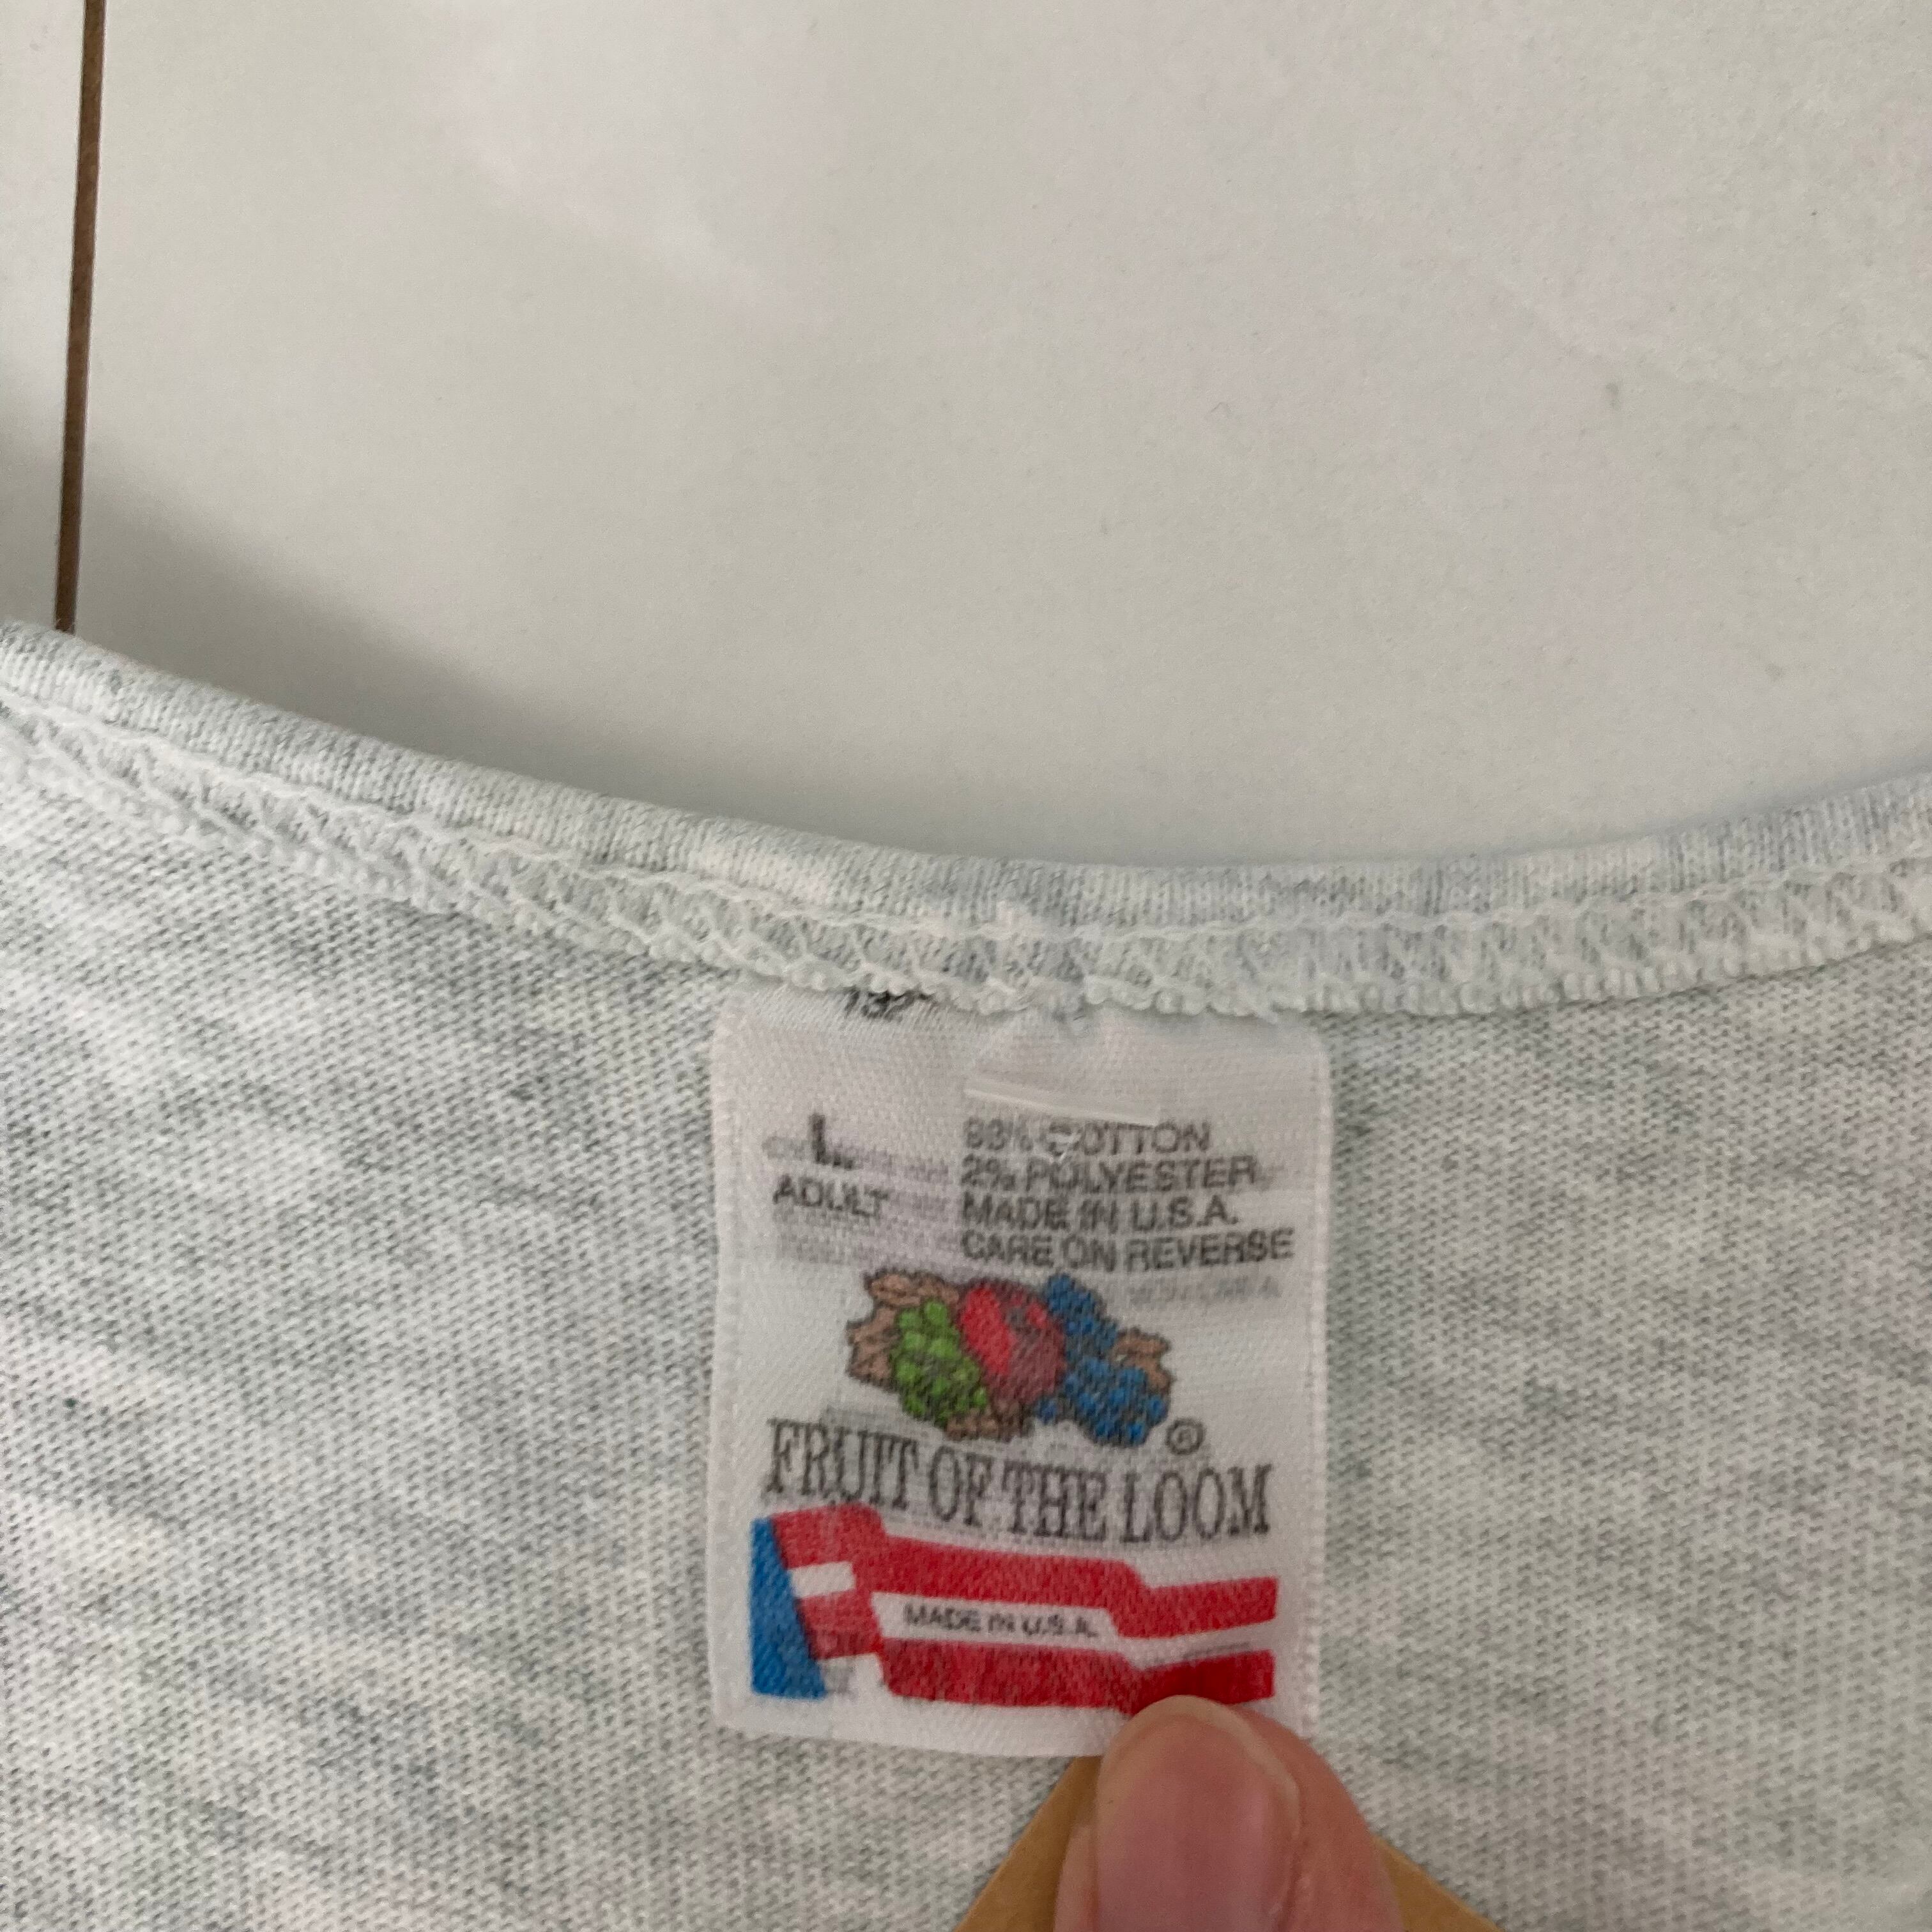 L
ADULT
98% COTTON
2% POLYESTER
MADE IN U.S.A.
CARE ON REVERSE
©
FRUIT OF THE LOOM
MADE IN U.S.A.